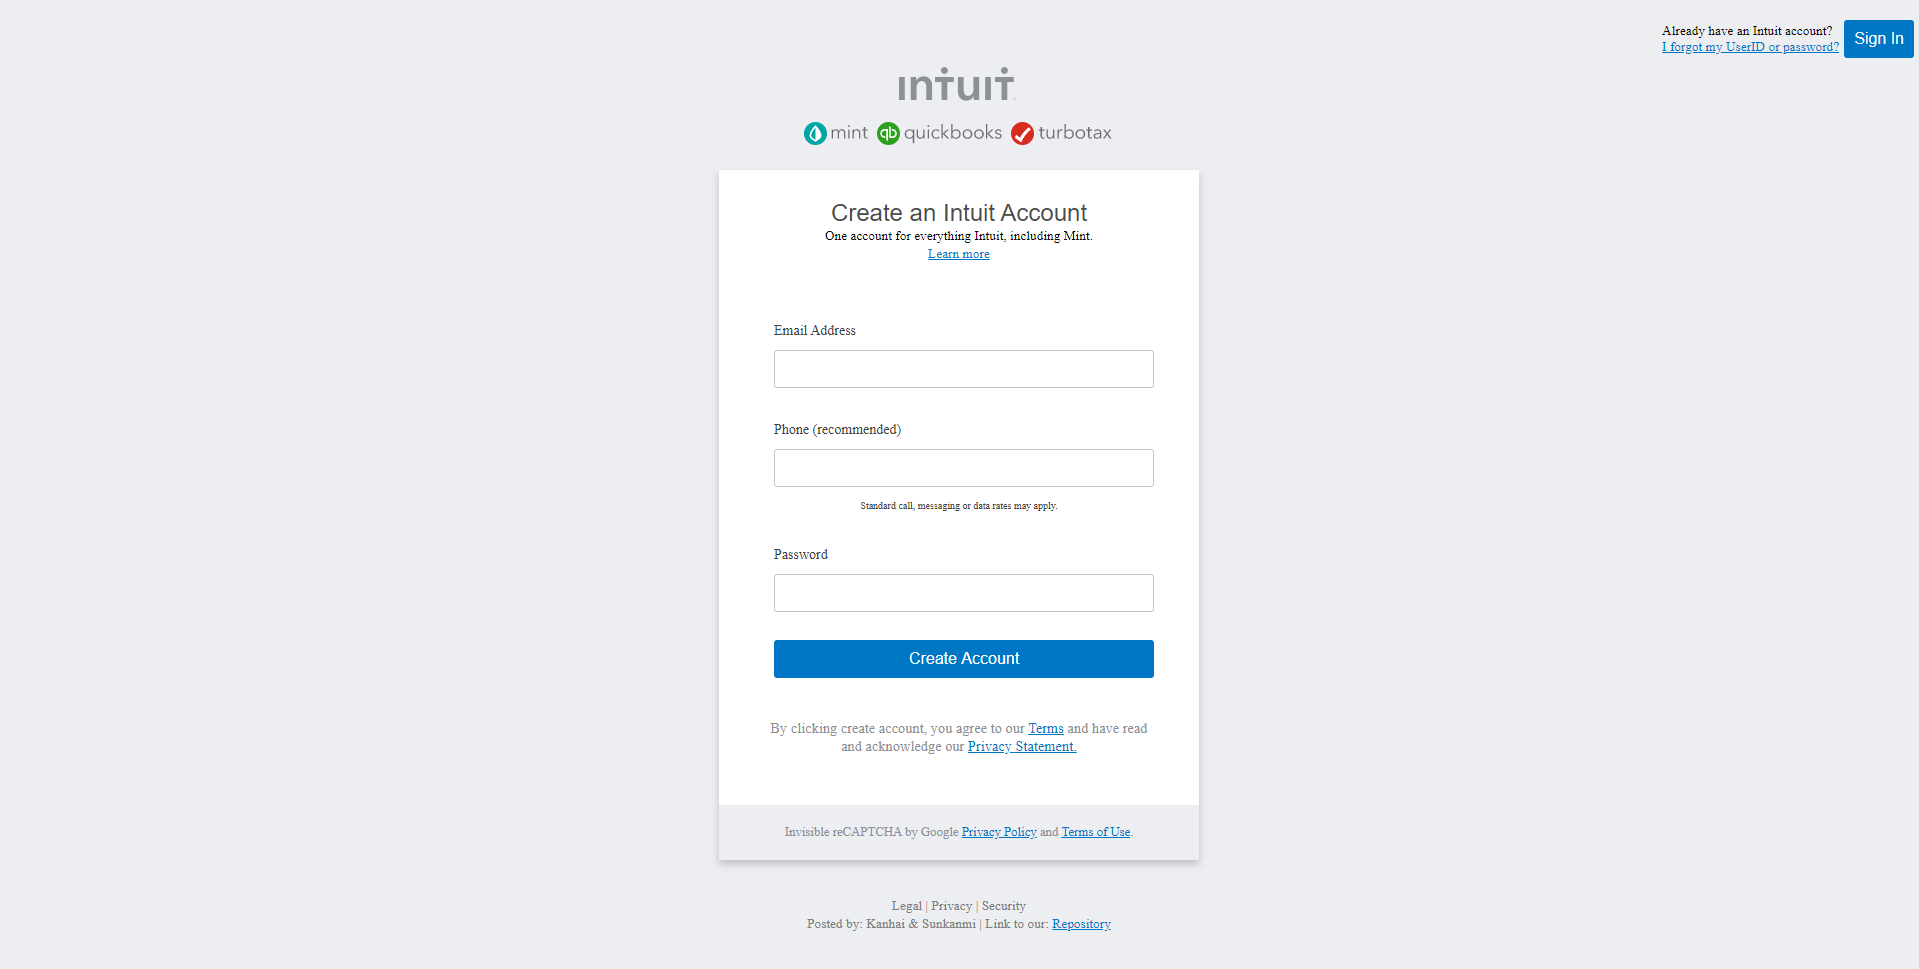 Already have an Intuit account?
I forgot my UserID or password?
Sign In
intuit
mint quickbooks turbotax
Create an Intuit Account
One account for everything Intuit, including Mint.
Learn more
Email Address
Phone (recommended)
Standard call, messaging or data rates may apply.
Password
Create Account
By clicking create account, you agree to our Terms and have read
and acknowledge our Privacy Statement.
Invisible reCAPTCHA by Google Privacy Policy and Terms of Use.
Legal | Privacy | Security
Posted by: Kanhai & Sunkanmi | Link to our: Repository